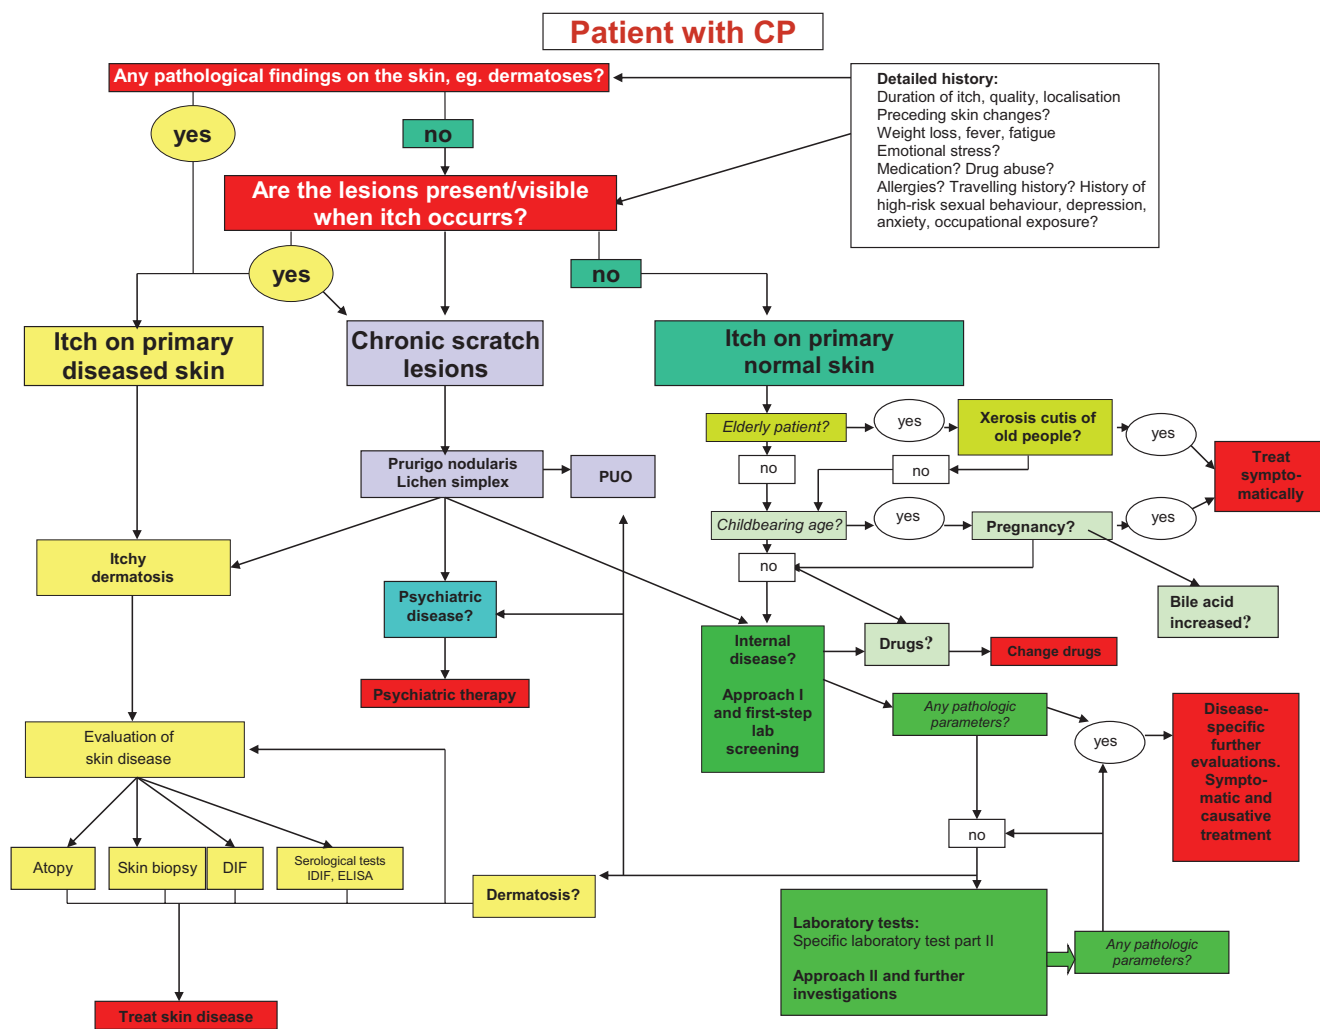 Patient with CP
Any pathological findings on the skin, eg. dermatoses?
Detailed history:
Duration of itch, quality, localisation
Preceding skin changes?
Weight loss, fever, fatigue
Emotional stress?
Medication? Drug abuse?
Allergies? Travelling history? History of
high-risk sexual behaviour, depression,
anxiety, occupational exposure?
yes
no
Are the lesions present/visible
when itch occurrs?
yes
no
Itch on primary
diseased skin
Chronic scratch
lesions
Itch on primary
normal skin
Elderly patient?
yes
Xerosis cutis of
old people?
yes
no
no
Treat
sympto-
matically
Prurigo nodularis
Lichen simplex
PUO
Childbearing age?
yes
Pregnancy?
yes
no
Itchy
dermatosis
Psychiatric
disease?
Bile acid
increased?
Internal
disease?
Approach I
and first-step
lab
screening
Drugs?
Change drugs
Psychiatric therapy
Any pathologic
parameters?
yes
Disease-
specific
further
evaluations.
Sympto-
matic and
causative
treatment
Evaluation of
skin disease
no
Atopy
Skin biopsy
DIF
Serological tests
IDIF, ELISA
Dermatosis?
Laboratory tests:
Specific laboratory test part II
Approach II and further
investigations
Any pathologic
parameters?
Treat skin disease